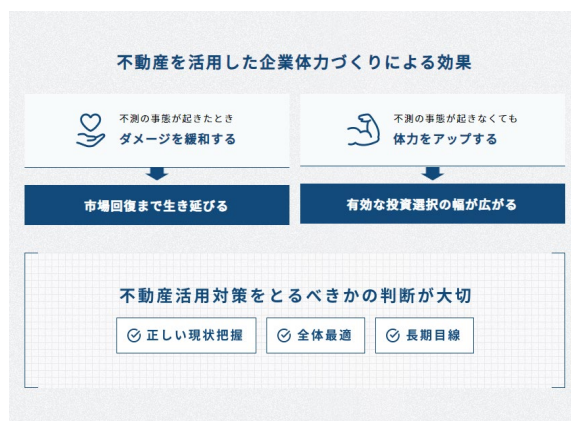 不動産を活用した企業体力づくりによる効果
不測の事態が起きたとき
ダメージを緩和する
市場回復まで生き延びる
不測の事態が起きなくても
体力をアップする
有効な投資選択の幅が広がる
不動産活用対策をとるべきかの判断が大切
正しい現状把握
全体最適
長期目線